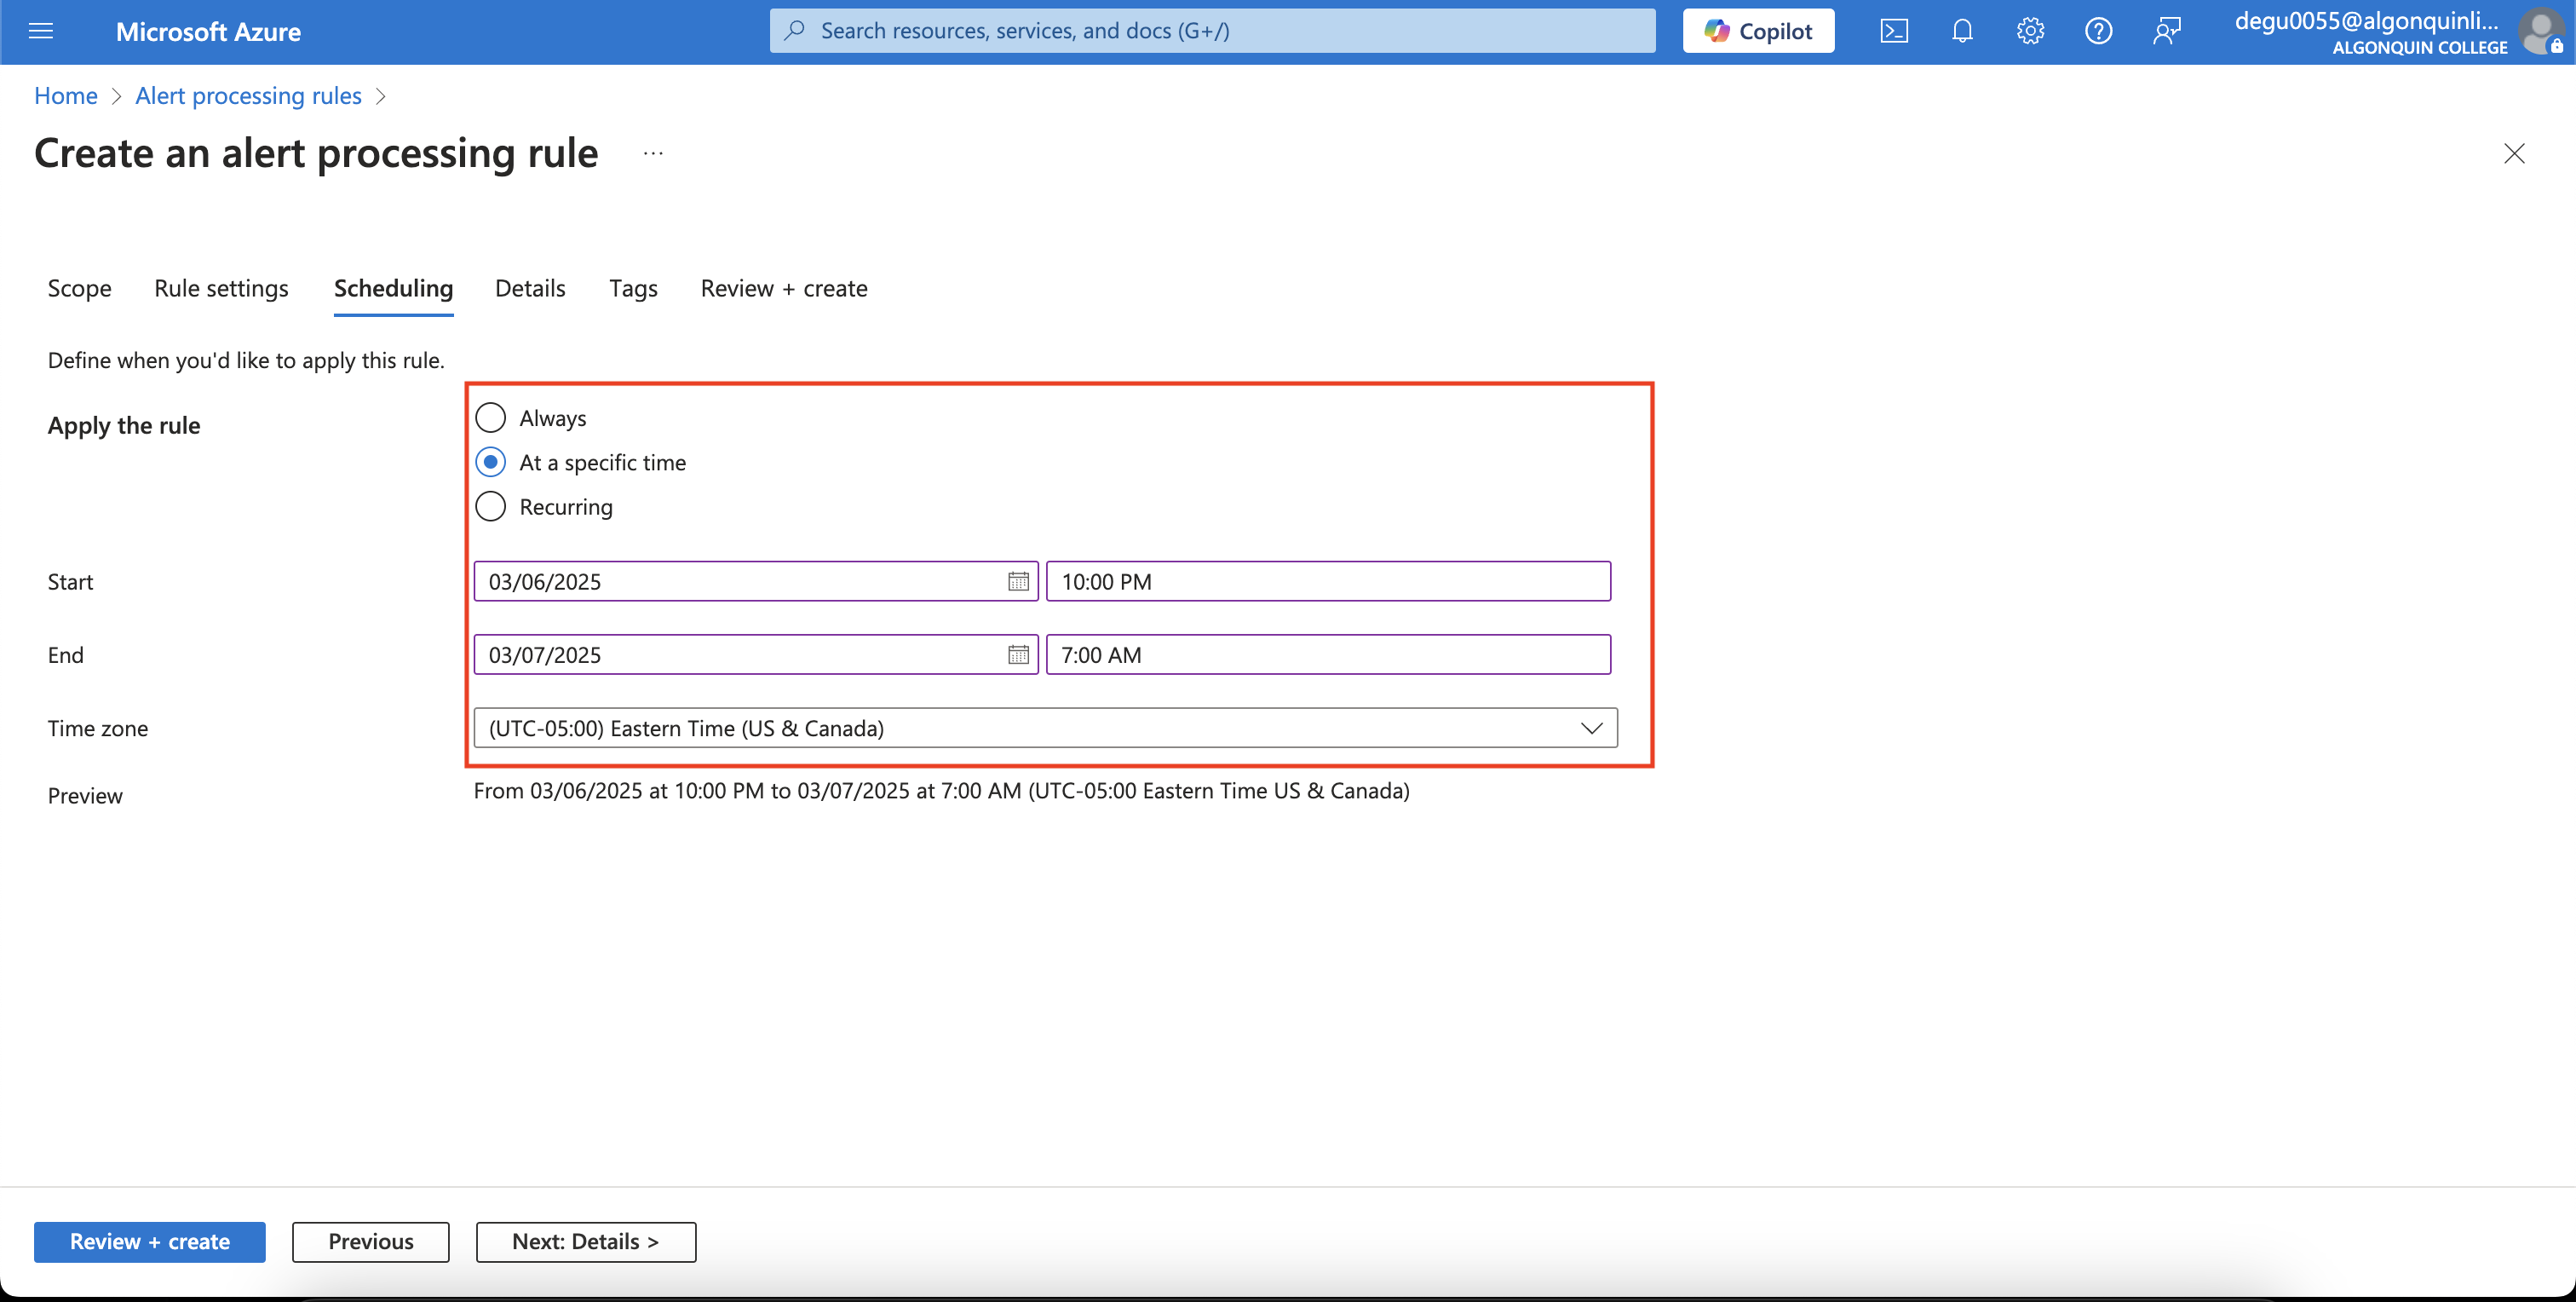 Microsoft Azure
Search resources, services, and docs (G+/)
Copilot
degu0055@algonquinli...
ALGONQUIN COLLEGE
Home > Alert processing rules >
Create an alert processing rule ...
Scope Rule settings Scheduling Details Tags Review + create
Define when you'd like to apply this rule.
Apply the rule
Always
At a specific time
Recurring
Start 03/06/2025 10:00 PM
End 03/07/2025 7:00 AM
Time zone (UTC-05:00) Eastern Time (US & Canada)
Preview From 03/06/2025 at 10:00 PM to 03/07/2025 at 7:00 AM (UTC-05:00 Eastern Time US & Canada)
Review + create Previous Next: Details >